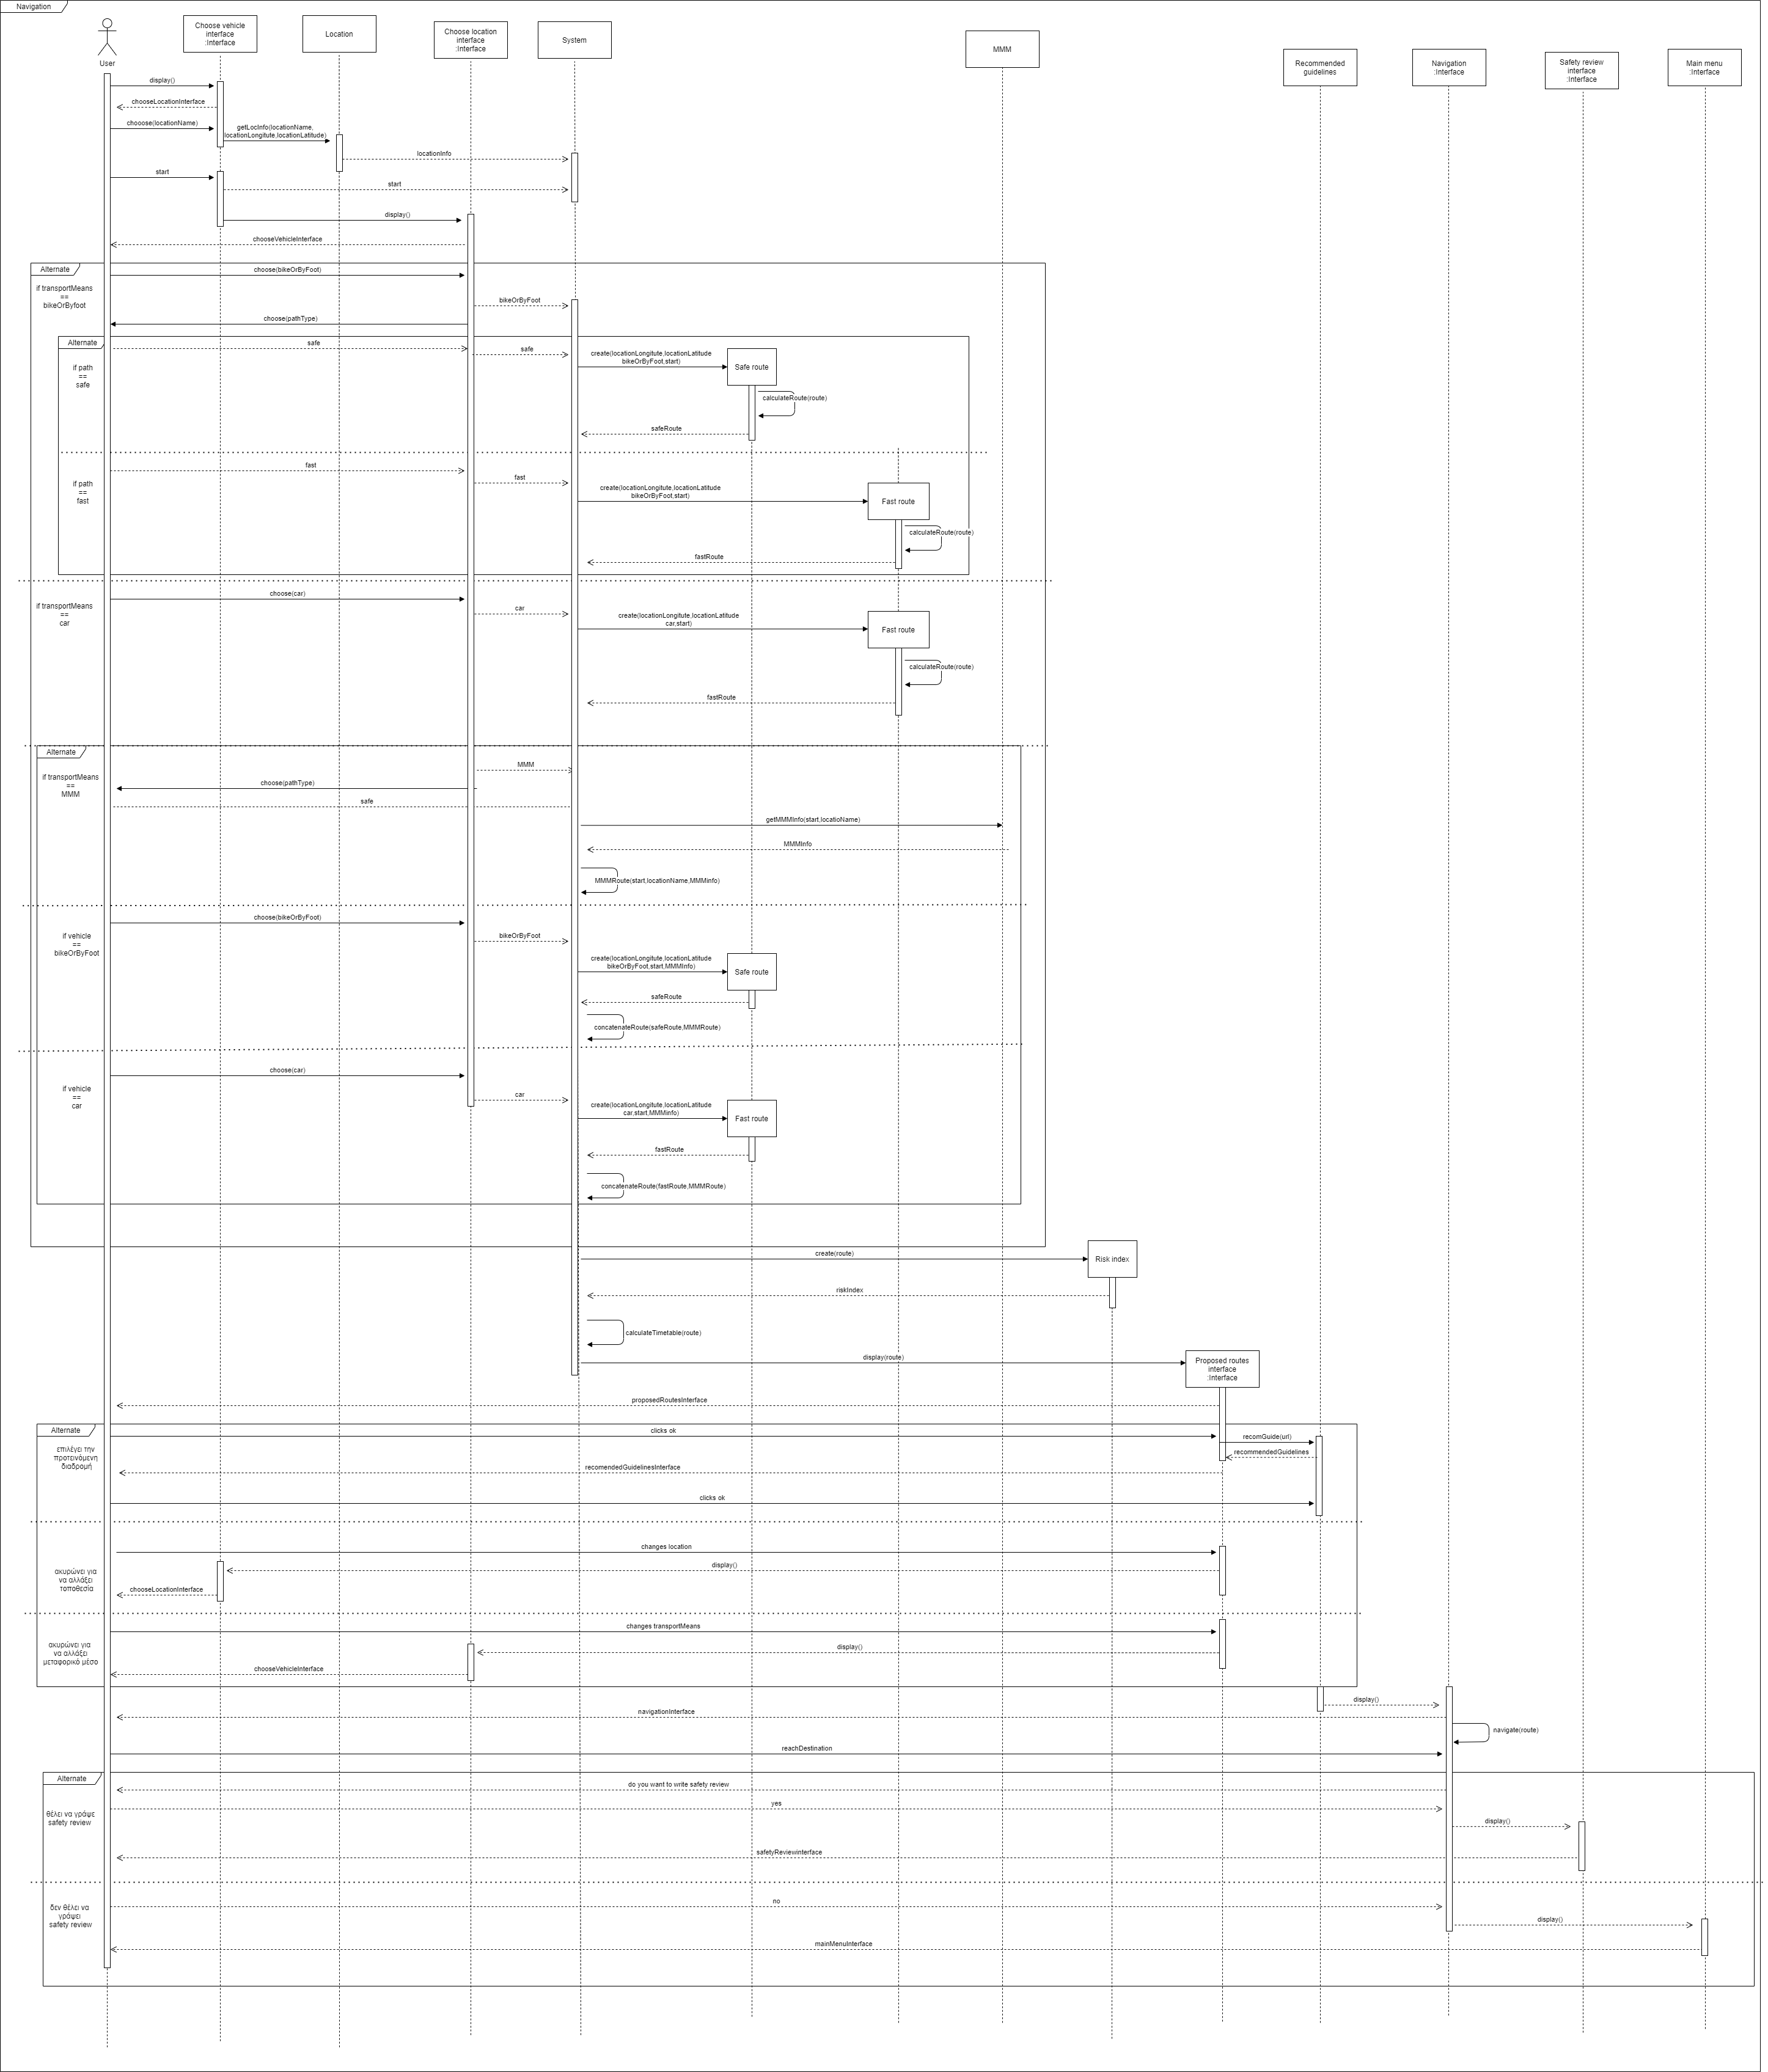 Navigation
User
Choose vehicle
interface
:Interface
Location
Choose location
interface
:Interface
System
MMM
Recommended
guidelines
Navigation
:Interface
Safety review
interface
:Interface
Main menu
:Interface
display()
chooseLocationInterface
chooose(locationName)
getLocInfo(locationName,
locationLongitute,locationLatitude)
locationInfo
start
start
display()
chooseVehicleInterface
Alternate
choose(bikeOrByFoot)
if transportMeans
==
bikeOrByfoot
bikeOrByFoot
choose(pathType)
Alternate
safe
safe
if path
==
safe
create(locationLongitute,locationLatitude
bikeOrByFoot,start)
Safe route
calculateRoute(route)
safeRoute
fast
fast
if path
==
fast
create(locationLongitute,locationLatitude
bikeOrByFoot,start)
Fast route
calculateRoute(route)
fastRoute
choose(car)
if transportMeans
==
car
car
create(locationLongitute,locationLatitude
car,start)
Fast route
calculateRoute(route)
fastRoute
Alternate
if transportMeans
==
MMM
MMM
choose(pathType)
safe
getMMMInfo(start,locatioName)
MMMInfo
MMMRoute(start,locationName,MMMinfo)
choose(bikeOrByFoot)
if vehicle
==
bikeOrByFoot
bikeOrByFoot
create(locationLongitute,locationLatitude
bikeOrByFoot,start,MMMInfo)
Safe route
safeRoute
concatenateRoute(safeRoute,MMMRoute)
choose(car)
if vehicle
==
car
car
create(locationLongitute,locationLatitude
car,start,MMMinfo)
Fast route
fastRoute
concatenateRoute(fastRoute,MMMRoute)
create(route)
Risk index
riskIndex
calculateTimetable(route)
display(route)
Proposed routes
interface
:Interface
proposedRoutesInterface
Alternate
clicks ok
επιλέγει την
προτεινόμενη
διαδρομή
recomGuide(url)
recommendedGuidelines
recomendedGuidelinesInterface
clicks ok
changes location
display()
ακυρώνει για
να αλλάξει
τοποθεσία
chooseLocationInterface
changes transportMeans
ακυρώνει για
να αλλάξει
μεταφορικό μέσο
display()
chooseVehicleInterface
display()
navigationInterface
navigate(route)
reachDestination
Alternate
do you want to write safety review
θέλει να γράψε
safety review
yes
display()
safetyReviewinterface
no
δεν θέλει να
γράψει
safety review
display()
mainMenuInterface